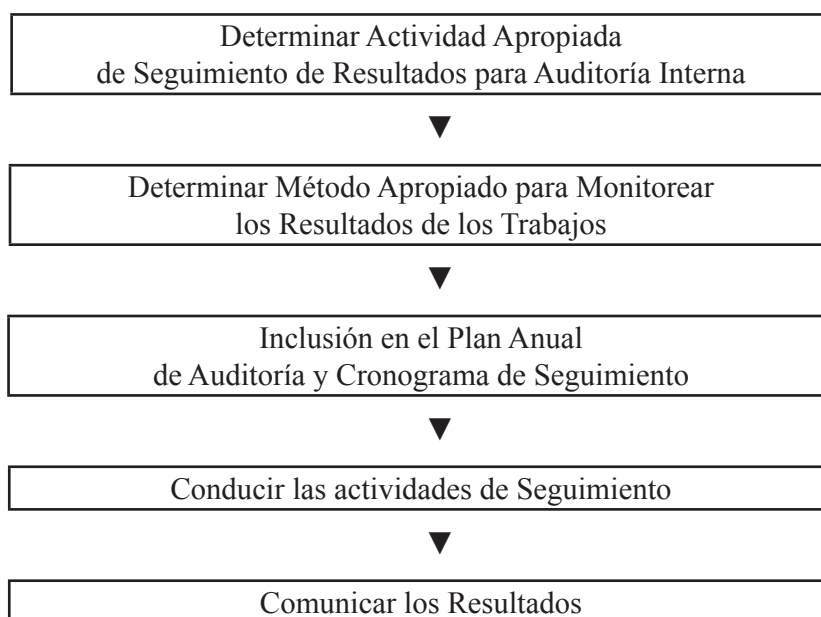 Determinar Actividad Apropiada
de Seguimiento de Resultados para Auditoría Interna
Determinar Método Apropiado para Monitorear
los Resultados de los Trabajos
Inclusión en el Plan Anual
de Auditoría y Cronograma de Seguimiento
Conducir las actividades de Seguimiento
Comunicar los Resultados